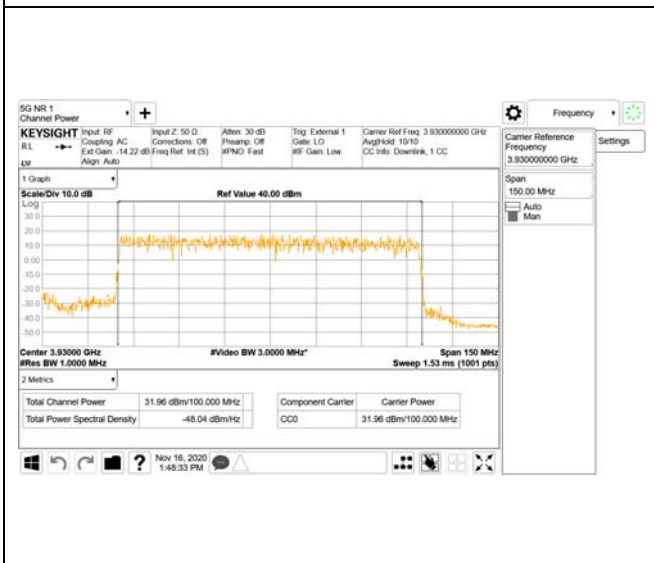 5G NR 1
Channel Power
Frequency
KEYSIGHT
RL
Input: RF
Coupling: AC
Ext Gain: -14.22 dB
Align: Auto
Input Z: 50 Ω
Corrections: Off
Freq Ref: Int (S)
Atten: 30 dB
Preamp: Off
#PNO: Fast
Trig: External 1
Gate: LO
#IF Gain: Low
Carrier Ref Freq: 3.930000000 GHz
Avg|Hold: 10/10
CC Info: Downlink, 1 CC
Carrier Reference
Frequency
3.930000000 GHz
Settings
Span
150.00 MHz
Auto
Man
1 Graph
Scale/Div 10.0 dB
Ref Value 40.00 dBm
Log
30.0
20.0
10.0
0.00
-10.0
-20.0
-30.0
-40.0
-50.0
Center 3.93000 GHz
#Video BW 3.0000 MHz*
Span 150 MHz
#Res BW 1.0000 MHz
Sweep 1.53 ms (1001 pts)
2 Metrics
Total Channel Power 31.96 dBm/100.000 MHz
Total Power Spectral Density -48.04 dBm/Hz
Component Carrier Carrier Power
CC0 31.96 dBm/100.000 MHz
?
Nov 16, 2020
1:48:33 PM